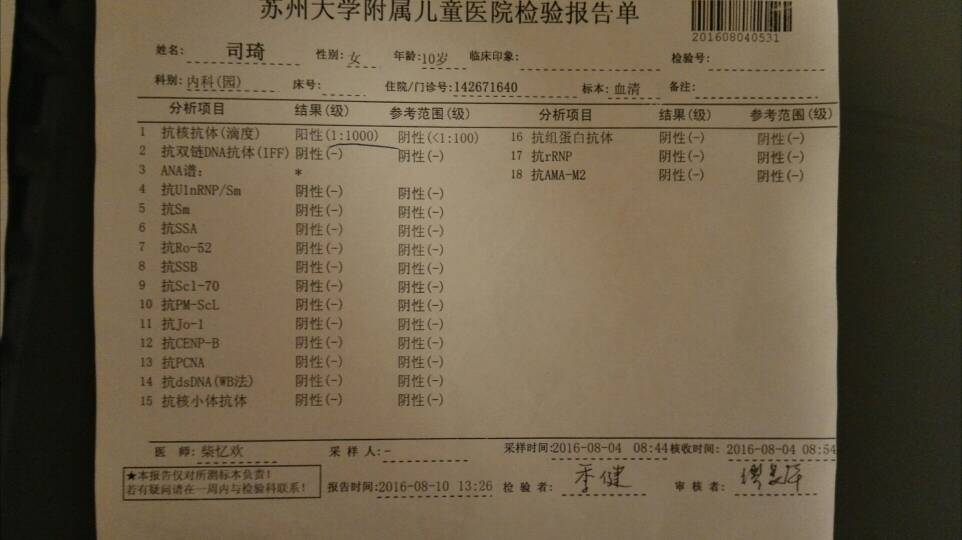 苏州大学附属儿童医院检验报告单
201608040531
姓名: 司琦 性别: 女 年龄:10岁 临床印象: 检验号:
科别: 内科(园) 床号: 住院/门诊号:142671640 标本: 血清 备注:
分析项目 结果(级) 参考范围(级) 分析项目 结果(级) 参考范围(级)
1 抗核抗体(滴度) 阳性(1:1000) 阴性(<1:100) 16 抗组蛋白抗体 阴性(-) 阴性(-)
2 抗双链DNA抗体(IFF) 阴性(-) 阴性(-) 17 抗rRNP 阴性(-) 阴性(-)
3 ANA谱: * 18 抗AMA-M2 阴性(-) 阴性(-)
4 抗U1nRNP/Sm 阴性(-) 阴性(-)
5 抗Sm 阴性(-) 阴性(-)
6 抗SSA 阴性(-) 阴性(-)
7 抗Ro-52 阴性(-) 阴性(-)
8 抗SSB 阴性(-) 阴性(-)
9 抗Scl-70 阴性(-) 阴性(-)
10 抗PM-ScL 阴性(-) 阴性(-)
11 抗Jo-1 阴性(-) 阴性(-)
12 抗CENP-B 阴性(-) 阴性(-)
13 抗PCNA 阴性(-) 阴性(-)
14 抗dsDNA(WB法) 阴性(-) 阴性(-)
15 抗核小体抗体 阴性(-) 阴性(-)
医 师: 柴忆欢 采 样 人: - 采样时间:2016-08-04 08:44 核收时间: 2016-08-04 08:54
★本报告仅对所测标本负责!
若有疑问请在一周内与检验科联系!
报告时间:2016-08-10 13:26 检 验 者: 季健 审 核 者: